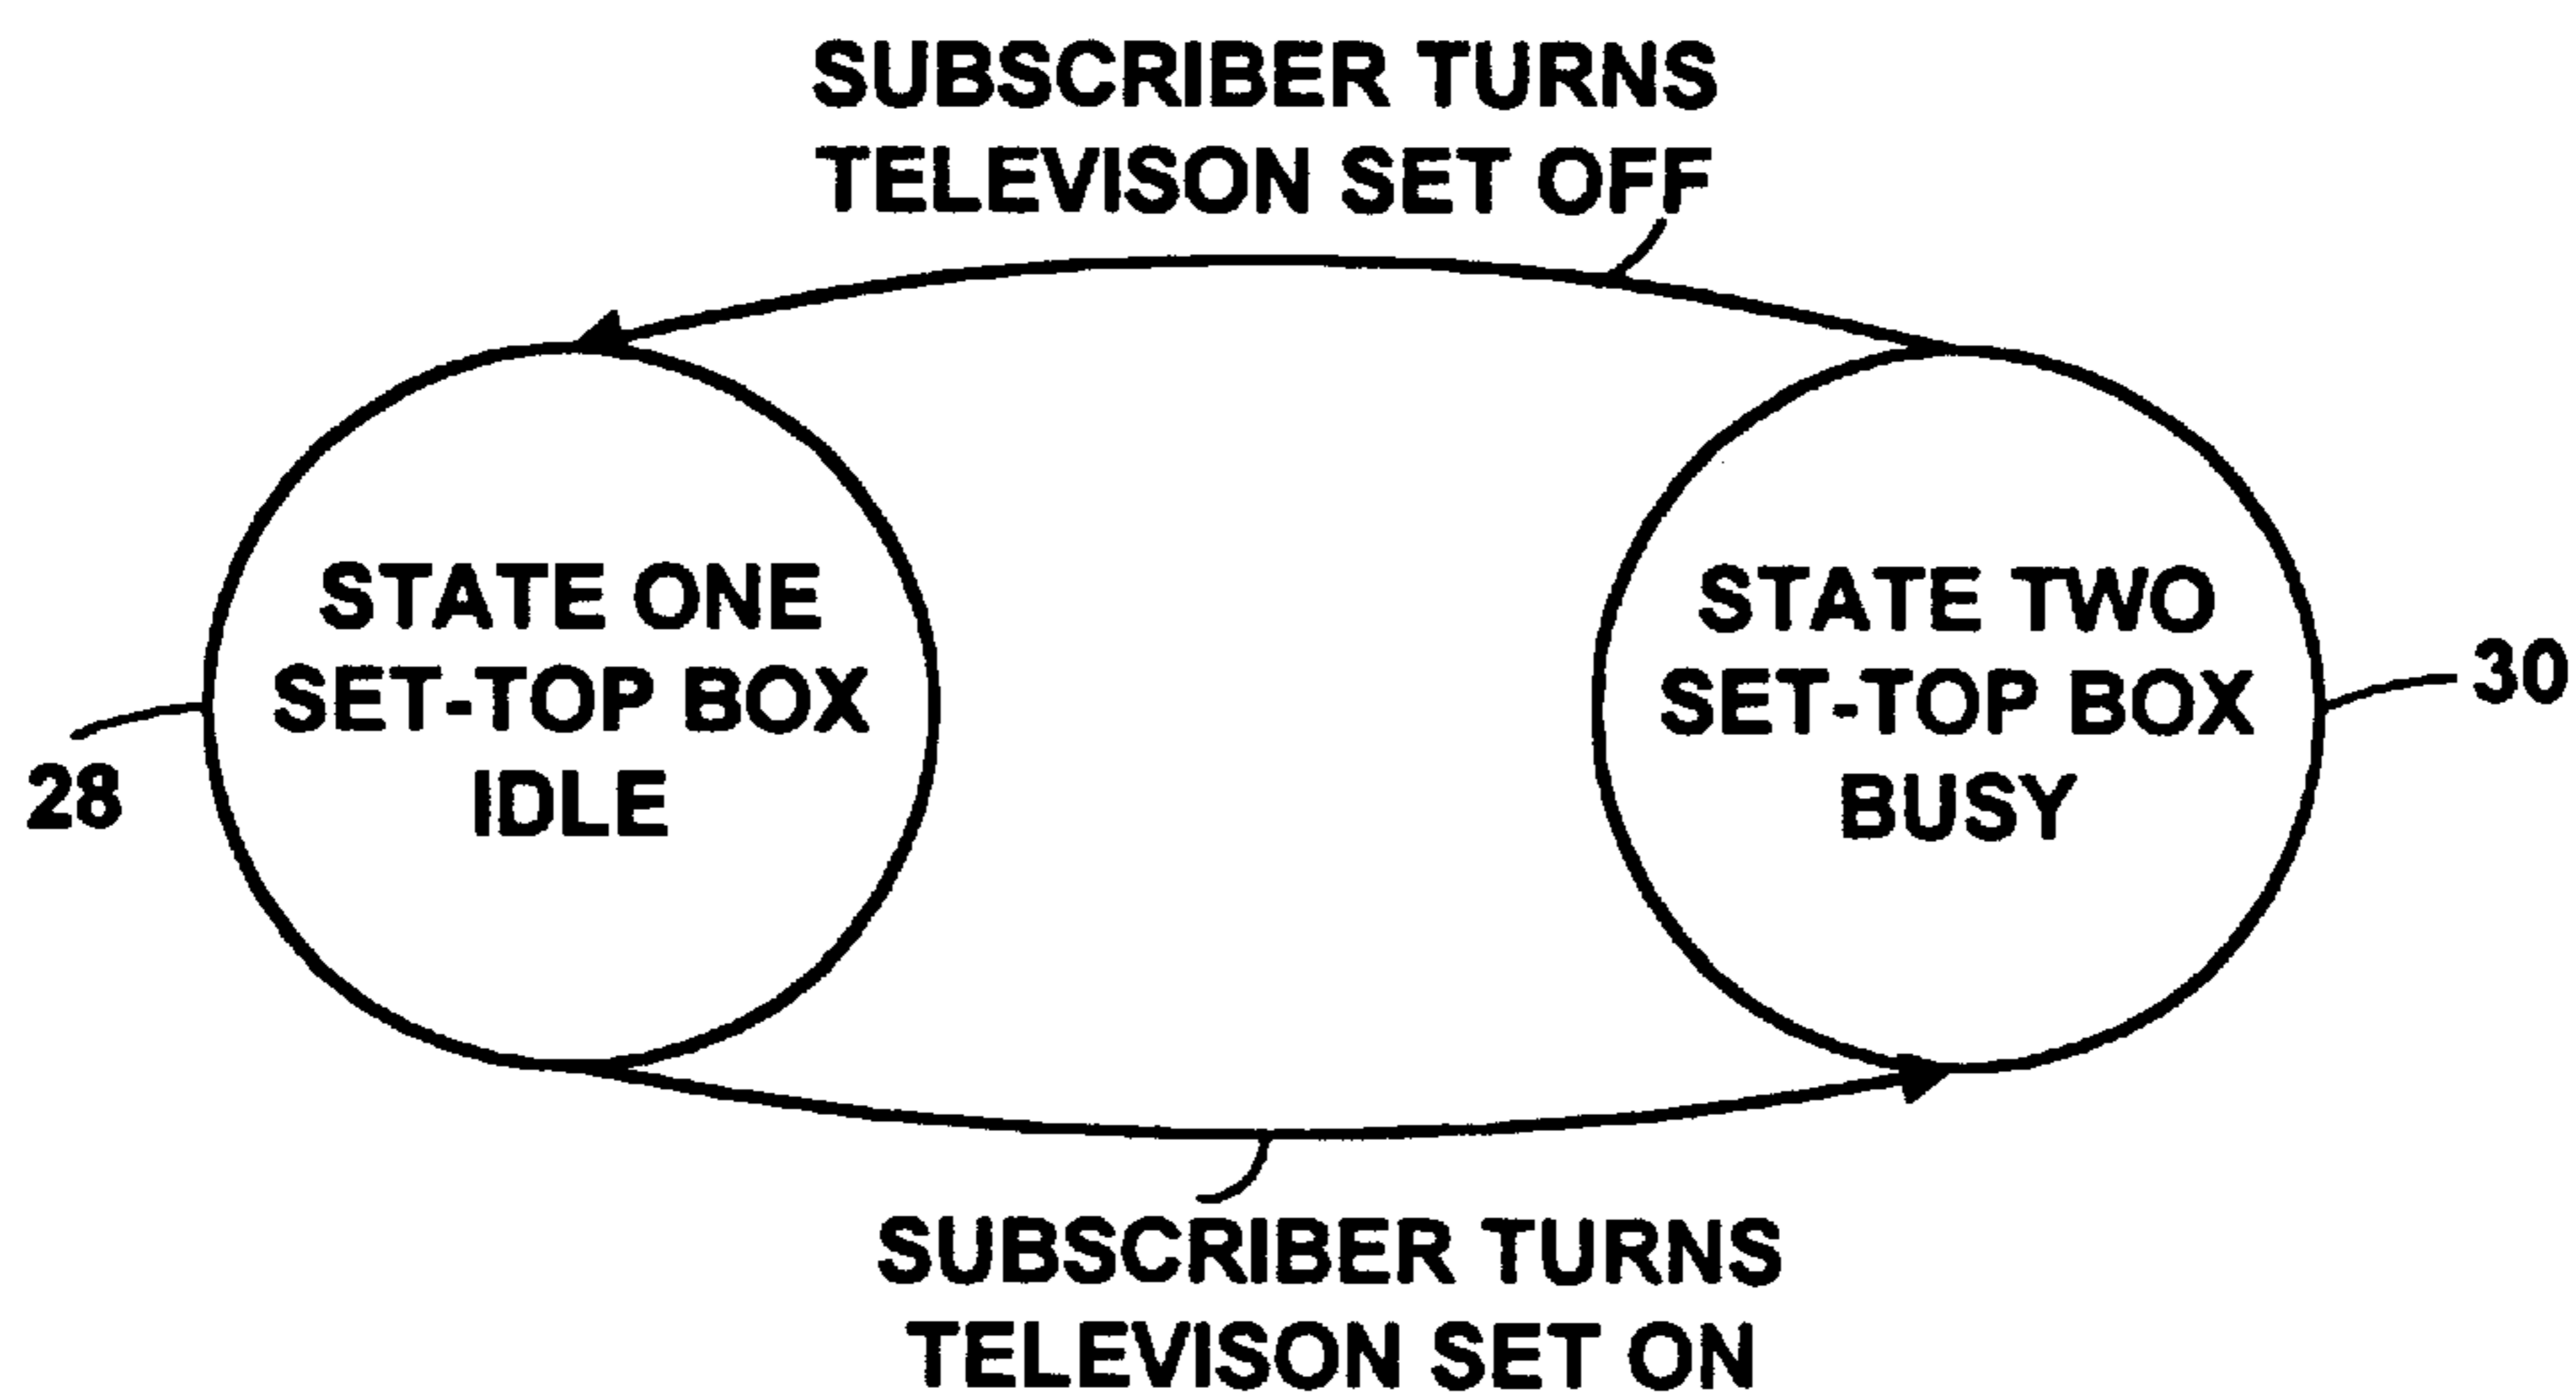 SUBSCRIBER TURNS
TELEVISON SET OFF
STATE ONE
SET-TOP BOX
IDLE
28
STATE TWO
SET-TOP BOX
BUSY
30
SUBSCRIBER TURNS
TELEVISON SET ON